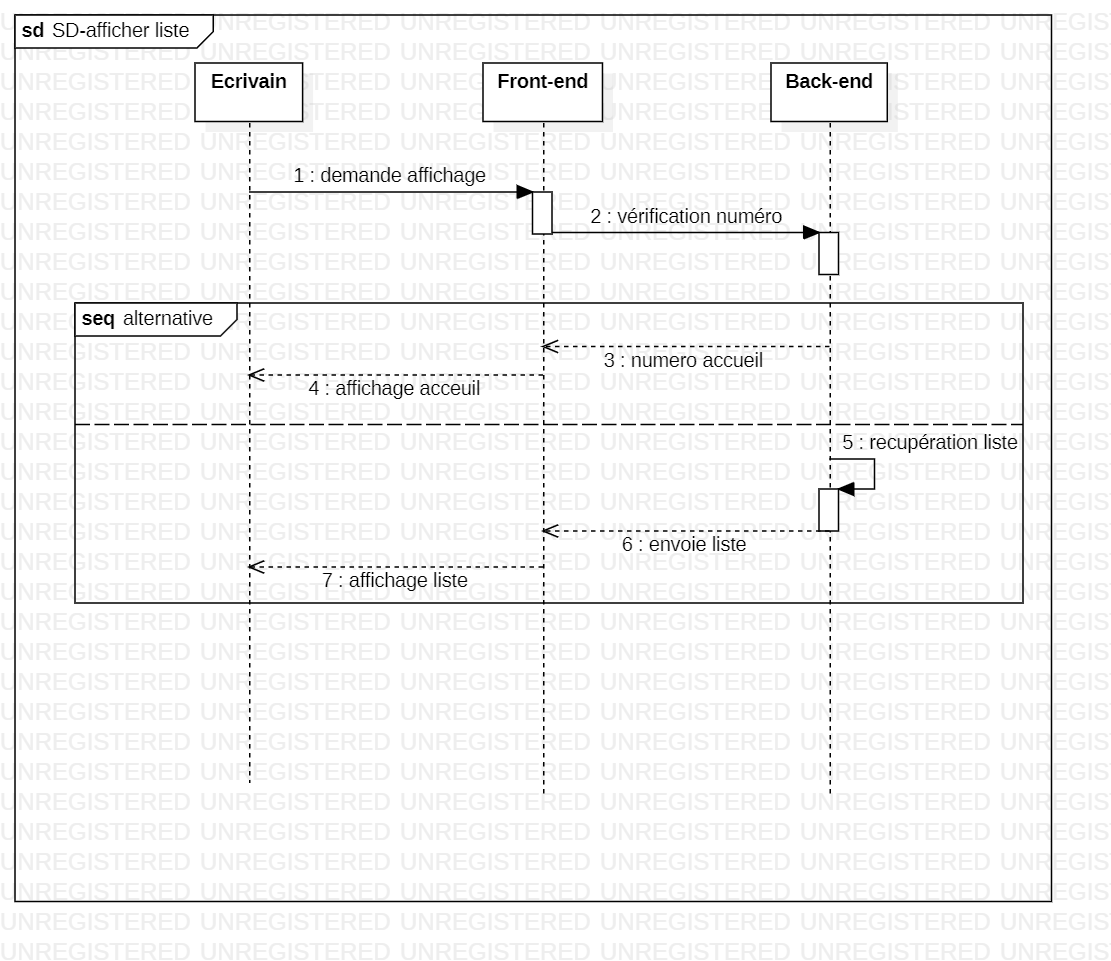 sd SD-afficher liste
Ecrivain
Front-end
Back-end
1 : demande affichage
2 : vérification numéro
seq alternative
3 : numero accueil
4 : affichage acceuil
5 : recupération liste
6 : envoie liste
7 : affichage liste
UNREGISTERED